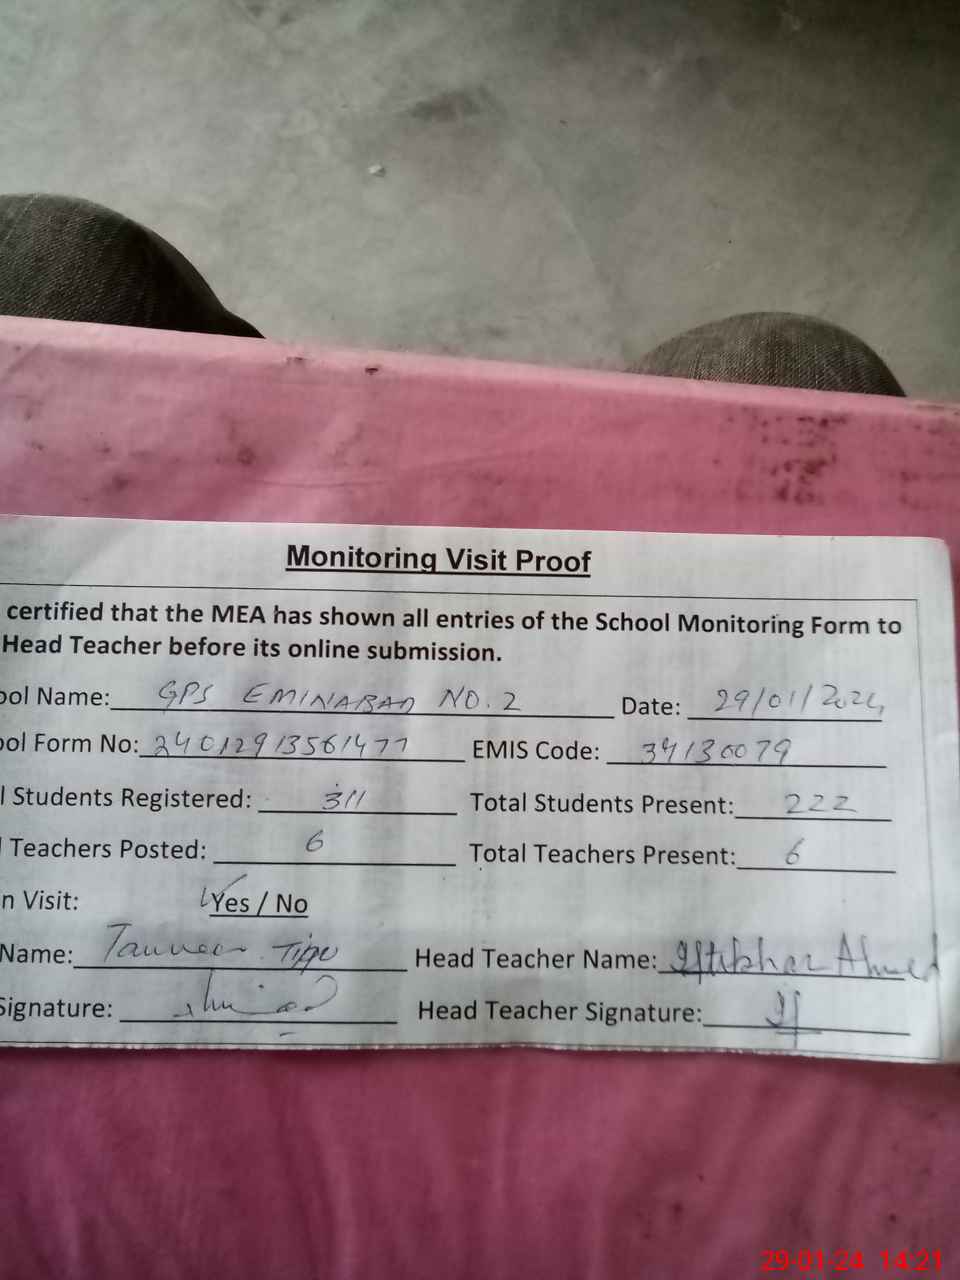 Monitoring Visit Proof
certified that the MEA has shown all entries of the School Monitoring Form to
Head Teacher before its online submission.
ool Name: GPS EMINABAD NO. 2 Date: 29/01/2024
ool Form No: 24012913561477 EMIS Code: 34130079
l Students Registered: 311 Total Students Present: 222
l Teachers Posted: 6 Total Teachers Present: 6
n Visit: Yes / No
Name: Tanveer Tipu Head Teacher Name: Iftikhar Ahmed
Signature: Head Teacher Signature: If
29-01-24 14:21